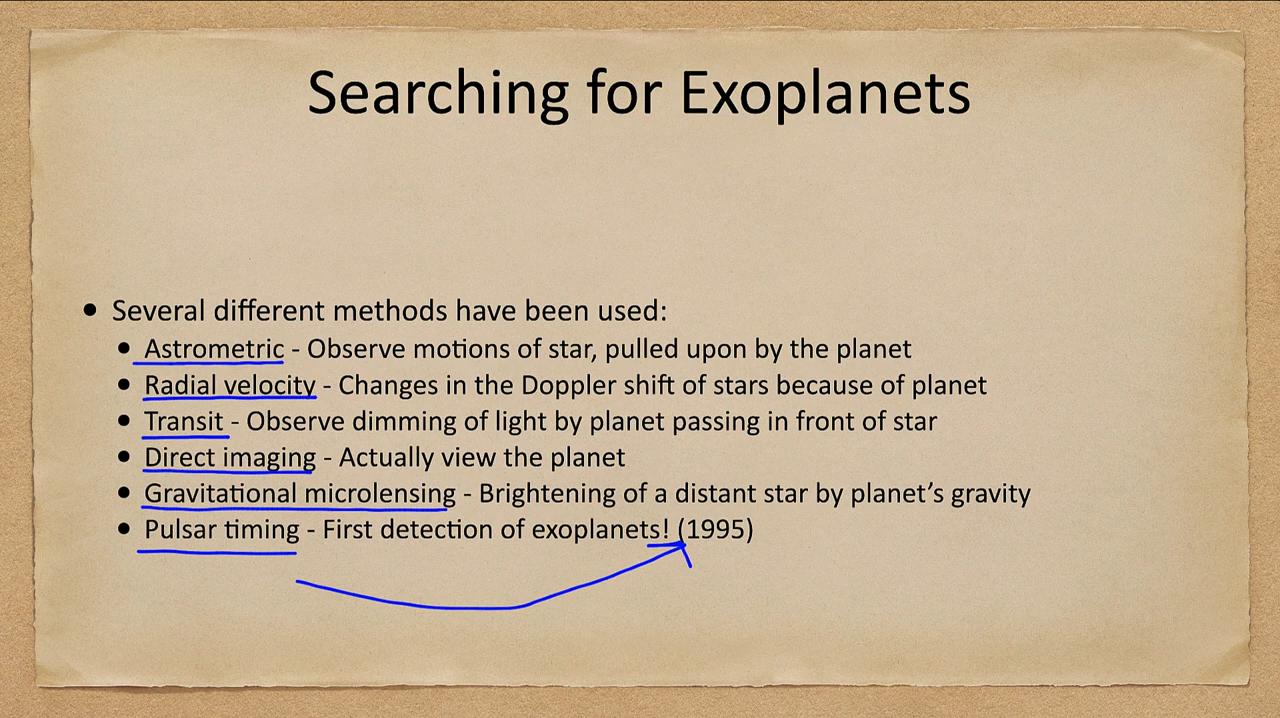 Searching for Exoplanets
• Several different methods have been used:
• Astrometric - Observe motions of star, pulled upon by the planet
• Radial velocity - Changes in the Doppler shift of stars because of planet
• Transit - Observe dimming of light by planet passing in front of star
• Direct imaging - Actually view the planet
• Gravitational microlensing - Brightening of a distant star by planet’s gravity
• Pulsar timing - First detection of exoplanets! (1995)